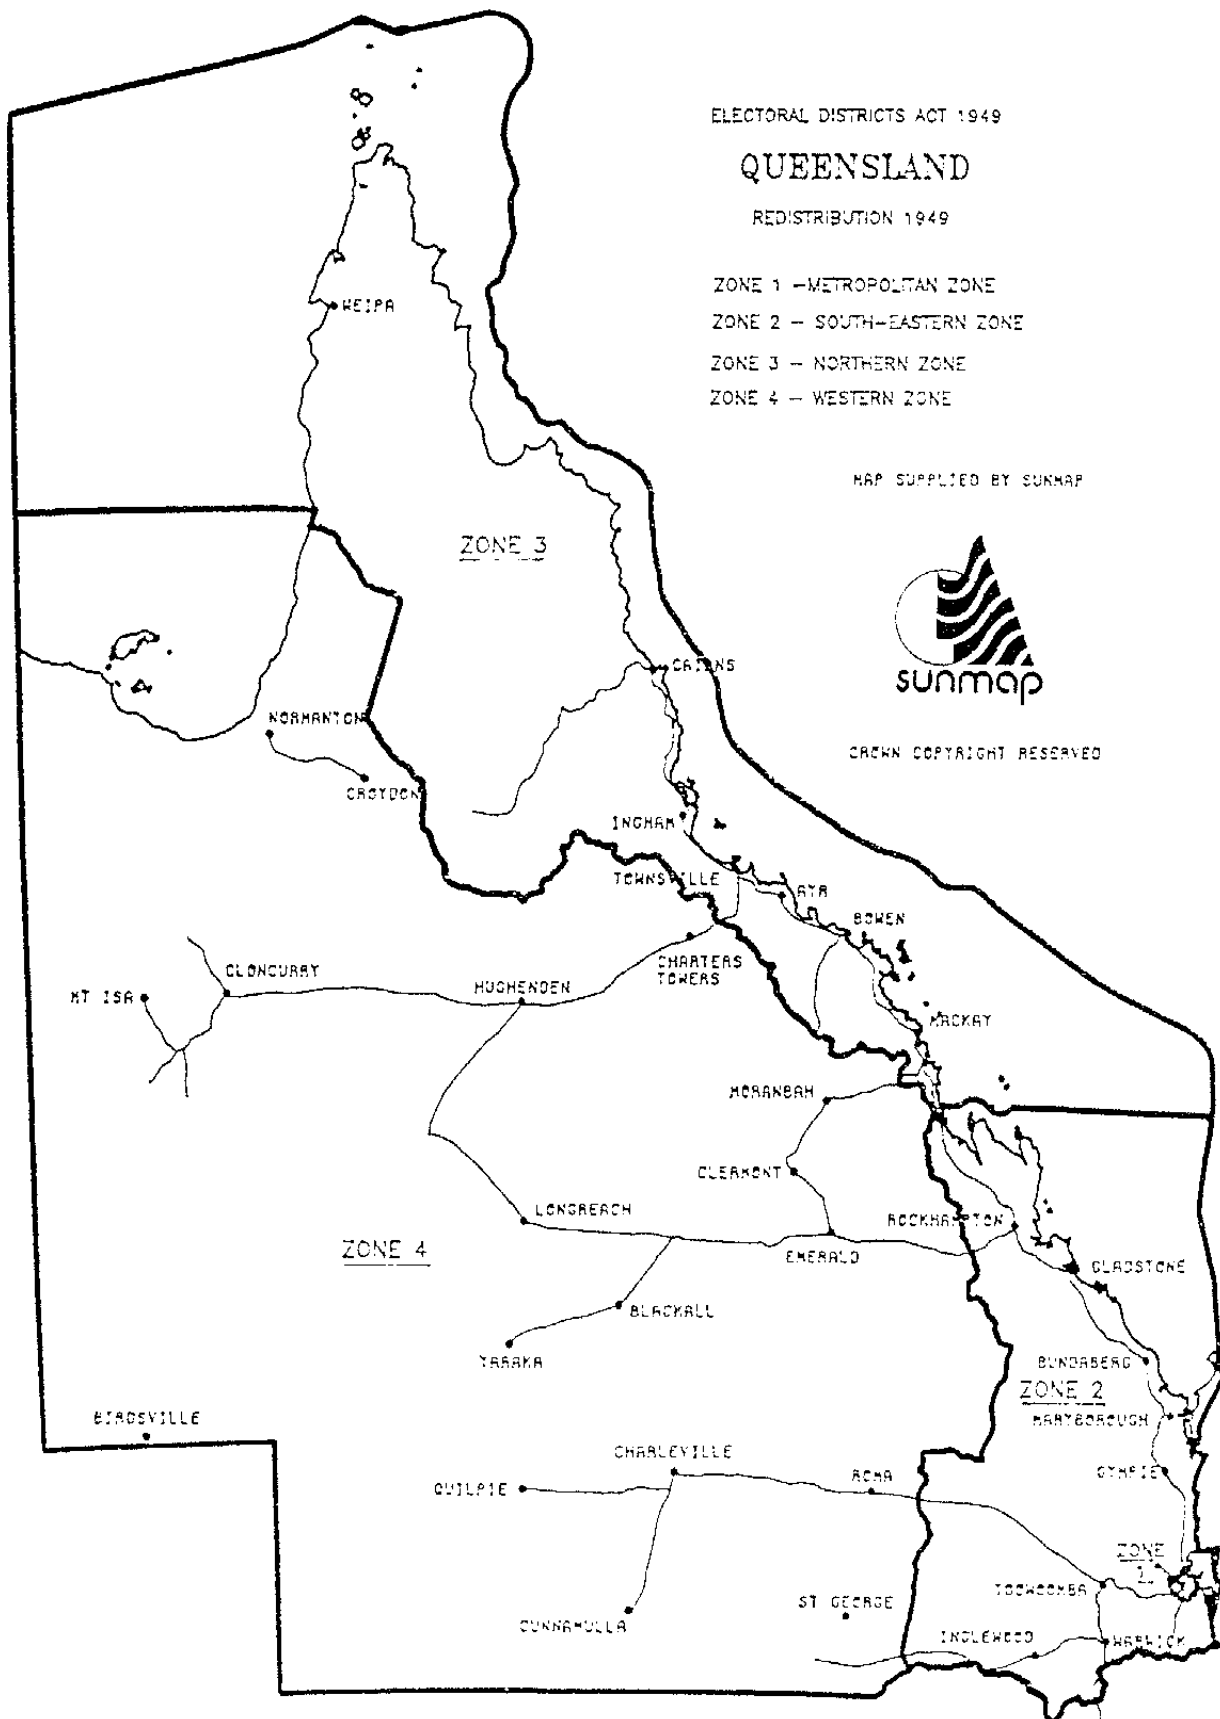 ELECTORAL DISTRICTS ACT 1949
QUEENSLAND
REDISTRIBUTION 1949
ZONE 1 – METROPOLITAN ZONE
ZONE 2 – SOUTH-EASTERN ZONE
WEIPA
ZONE 3 – NORTHERN ZONE
ZONE 4 – WESTERN ZONE
MAP SUPPLIED BY SUNMAP
ZONE 3
CAIRNS
sunmap
NORMANTON
CROWN COPYRIGHT RESERVED
CROYDON
INGHAM
TOWNSVILLE
AYR
BOWEN
CHARTERS
TOWERS
CLONCURRY
HUGHENDEN
MT ISA
MACKAY
MORANBAH
CLERMONT
LONGREACH
ROCKHAMPTON
ZONE 4
EMERALD
GLADSTONE
BLACKALL
YARAKA
BUNDABERG
ZONE 2
BIRDSVILLE
MARYBOROUGH
CHARLEVILLE
ROMA
GYMPIE
QUILPIE
ZONE
1
TOOWOOMBA
ST GEORGE
CUNNAMULLA
INGLEWOOD
WARWICK